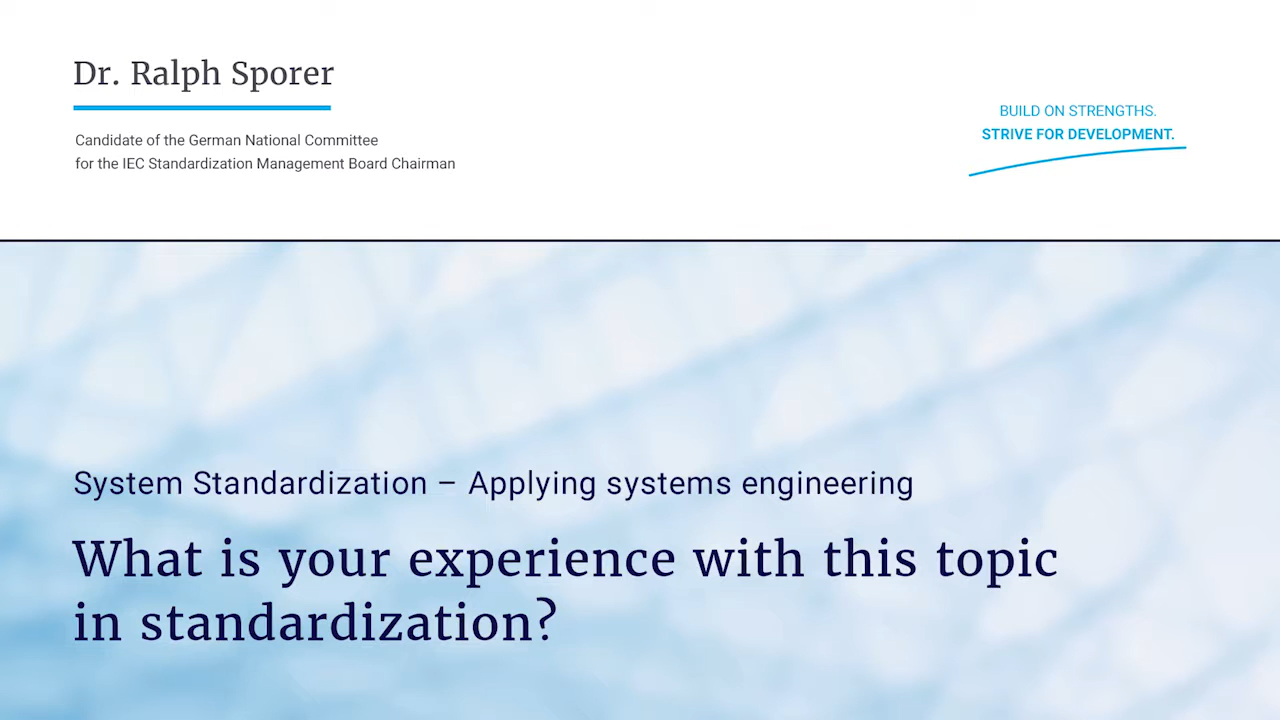 Dr. Ralph Sporer
Candidate of the German National Committee
for the IEC Standardization Management Board Chairman
BUILD ON STRENGTHS.
STRIVE FOR DEVELOPMENT.
System Standardization – Applying systems engineering
What is your experience with this topic
in standardization?